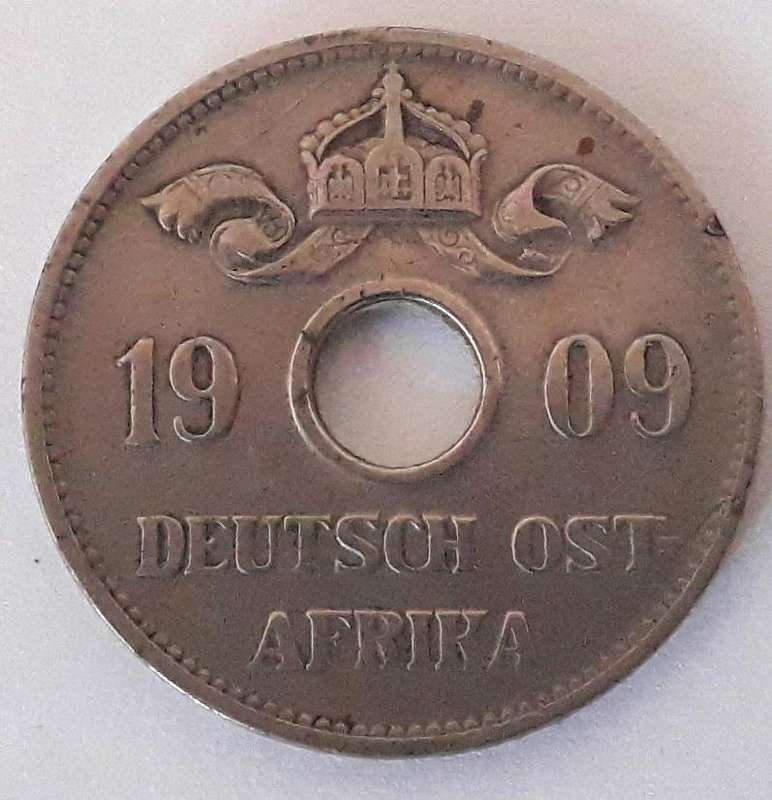 19 09
DEUTSCH OST-
AFRIKA